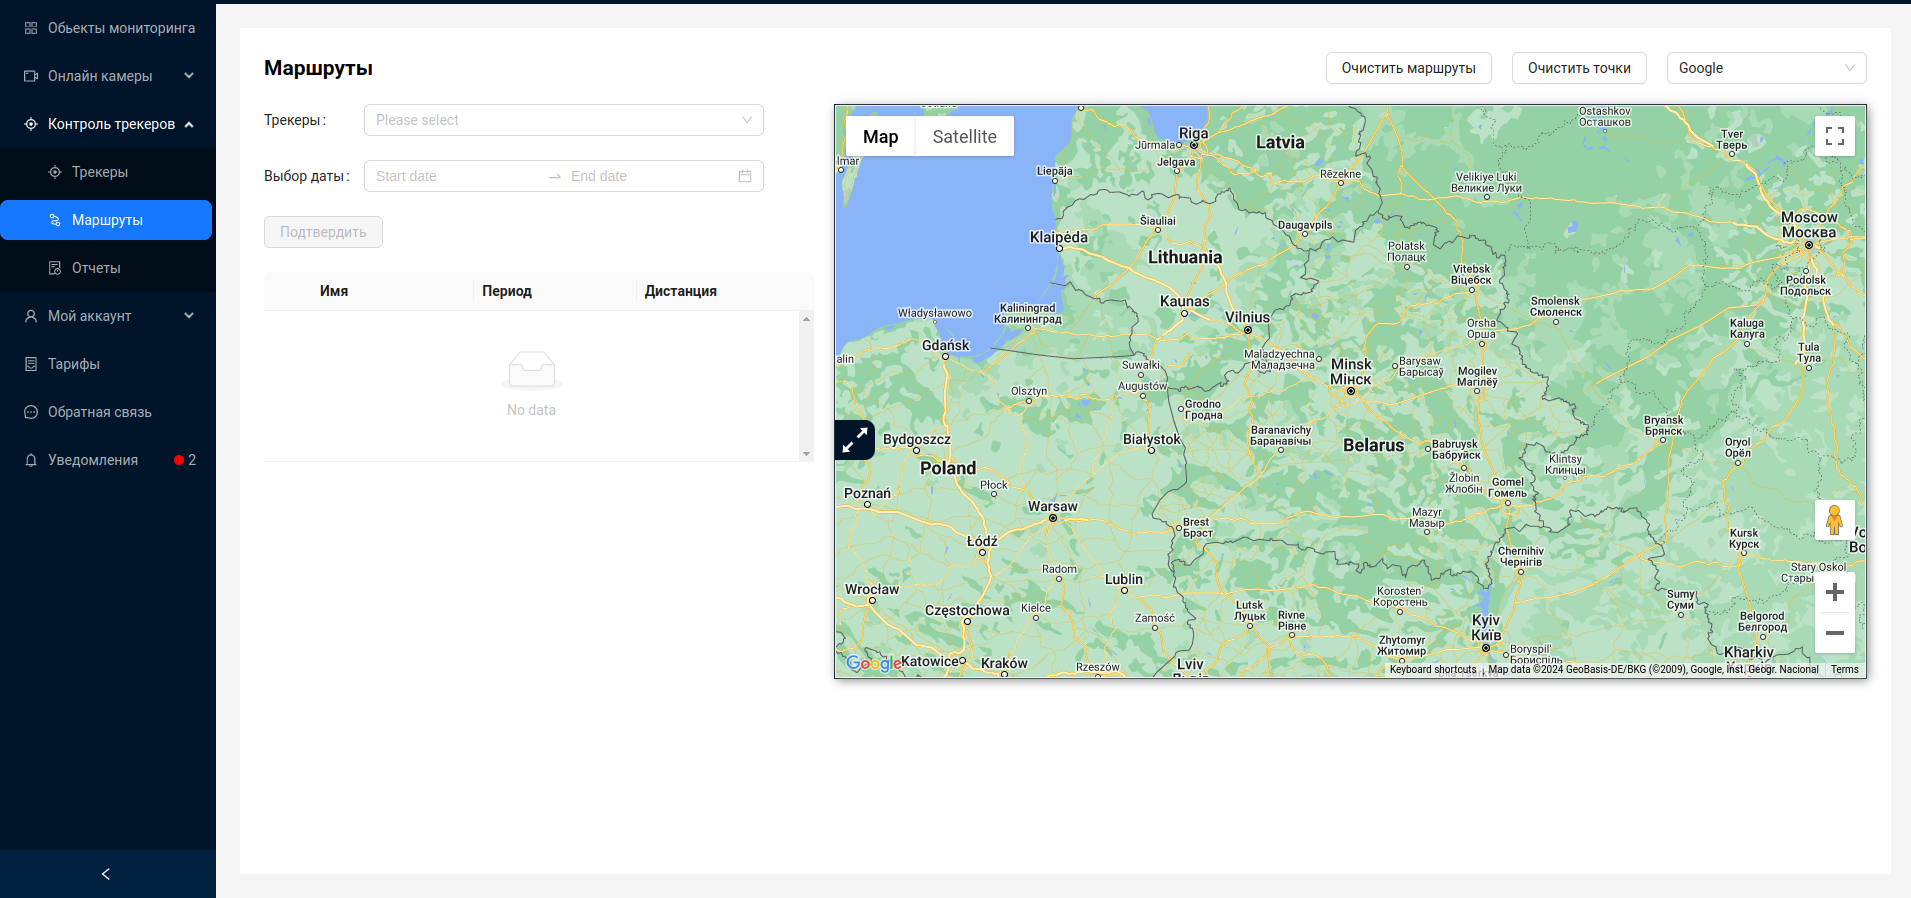 Обьекты мониторинга
Онлайн камеры
Контроль трекеров
Трекеры
Маршруты
Отчеты
Мой аккаунт
Тарифы
Обратная связь
Уведомления 2
Маршруты
Очистить маршруты
Очистить точки
Google
Трекеры:
Please select
Выбор даты:
Start date
End date
Подтвердить
Имя
Период
Дистанция
No data
Map
Satellite
Riga
Jūrmala
Jelgava
Latvia
Liepāja
Rēzekne
Ostashkov
Осташков
Tver
Тверь
Velikiye Luki
Великие Луки
Šiauliai
Daugavpils
Klaipėda
Lithuania
Polatsk
Полацк
Moscow
Москва
Vitebsk
Віцебск
Podolsk
Подольск
Kaunas
Vilnius
Smolensk
Смоленск
Władysławowo
Kaliningrad
Калининград
Orsha
Орша
Kaluga
Калуга
Gdańsk
alin
Tula
Тула
Suwałki
Maladzyechna
Маладзечна
Minsk
Мінск
Barysaw
Барысаў
Mogilev
Магілёў
Augustów
Olsztyn
Grodno
Гродна
Bryansk
Брянск
Baranavichy
Баранавічы
Bydgoszcz
Białystok
Belarus
Babruysk
Бабруйск
Oryol
Орёл
Klintsy
Клинцы
Poland
Płock
Žlobin
Жлобін
Gomel
Гомель
Poznań
Warsaw
Mazyr
Мазыр
Brest
Брэст
Kursk
Курск
Łódź
Chernihiv
Чернігів
Radom
Stary Oskol
Lublin
Wrocław
Korosten'
Коростень
Sumy
Суми
Częstochowa
Kielce
Lutsk
Луцьк
Rivne
Рівне
Zamość
Belgorod
Белгород
Kyiv
Київ
Zhytomyr
Житомир
Boryspil
Бориспіль
Kharkiv
Google
Katowice
Kraków
Rzeszów
Lviv
Keyboard shortcuts
Map data ©2024 GeoBasis-DE/BKG (©2009), Google, Inst. Geogr. Nacional
Terms